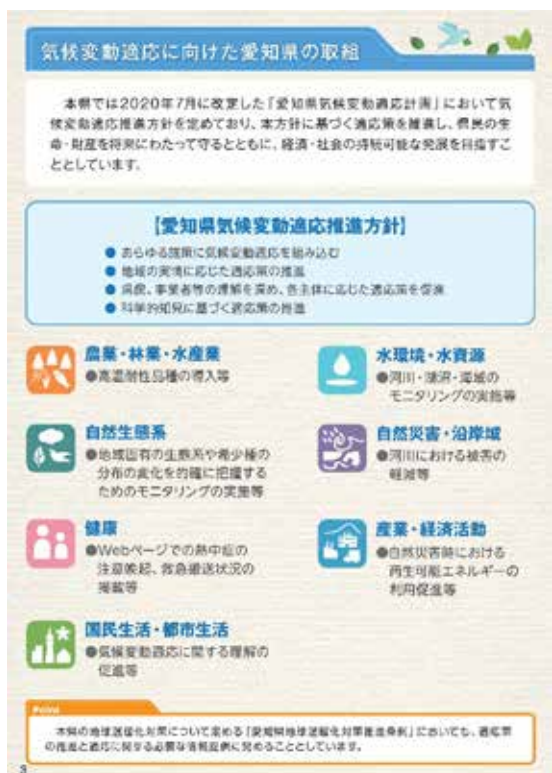 気候変動適応に向けた愛知県の取組
本県では2020年7月に改定した「愛知県気候変動適応計画」において気
候変動適応推進方針を定めており、本方針に基づく適応策を推進し、県民の生
命・財産を将来にわたって守るとともに、経済・社会の持続可能な発展を目指すこ
ととしています。
【愛知県気候変動適応推進方針】
● あらゆる施策に気候変動適応を組み込む
● 地域の実情に応じた適応策の推進
● 県民、事業者等の理解を深め、各主体に応じた適応策を促進
● 科学的知見に基づく適応策の推進
農業・林業・水産業
●高温耐性品種の導入等
水環境・水資源
●河川・湖沼・海域の
モニタリングの実施等
自然生態系
●地域固有の生態系や希少種の
分布の変化を的確に把握する
ためのモニタリングの実施等
自然災害・沿岸域
●河川における被害の
軽減等
健康
●Webページでの熱中症の
注意喚起、救急搬送状況の
掲載等
産業・経済活動
●自然災害時における
再生可能エネルギーの
利用促進等
国民生活・都市生活
●気候変動適応に関する理解の
促進等
Point
本県の地球温暖化対策について定める「愛知県地球温暖化対策推進条例」においても、適応策
の推進と適応に関する必要な情報提供に努めることとしています。
3